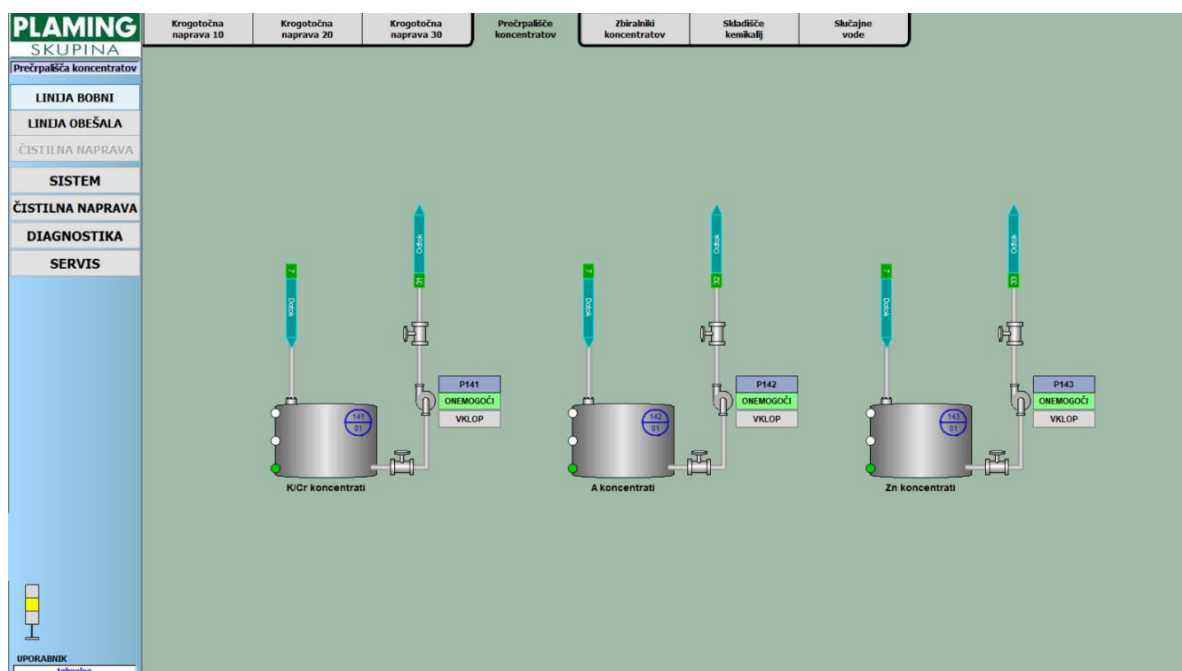 PLAMING
SKUPINA
Prečrpališča koncentratov
LINIJA BOBNI
LINIJA OBEŠALA
ČISTILNA NAPRAVA
SISTEM
ČISTILNA NAPRAVA
DIAGNOSTIKA
SERVIS
UPORABNIK
Krogotočna
naprava 10
Krogotočna
naprava 20
Krogotočna
naprava 30
Prečrpališče
koncentratov
Zbiralniki
koncentratov
Skladišče
kemikalij
Slučajne
vode
Dotok
Odtok
31
P141
ONEMOGOČI
VKLOP
141
01
K/Cr koncentrati
Dotok
Odtok
32
P142
ONEMOGOČI
VKLOP
142
01
A koncentrati
Dotok
Odtok
33
P143
ONEMOGOČI
VKLOP
143
01
Zn koncentrati